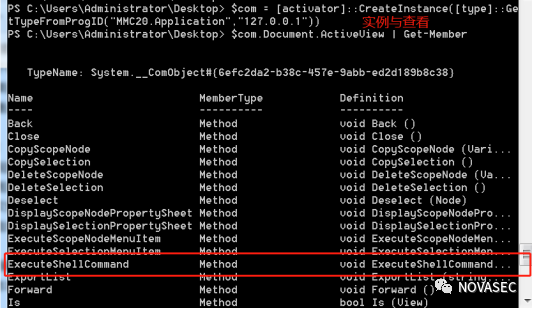 PS C:\Users\Administrator\Desktop> $com = [activator]::CreateInstance([type]::Ge
tTypeFromProgID("MMC20.Application","127.0.0.1")) 实例与查看
PS C:\Users\Administrator\Desktop> $com.Document.ActiveView | Get-Member
TypeName: System.__ComObject#{6efc2da2-b38c-457e-9abb-ed2d189b8c38}
Name MemberType Definition
---- ---------- ----------
Back Method void Back ()
Close Method void Close ()
CopyScopeNode Method void CopyScopeNode (Vari...
CopySelection Method void CopySelection ()
DeleteScopeNode Method void DeleteScopeNode (Va...
DeleteSelection Method void DeleteSelection ()
Deselect Method void Deselect (Node)
DisplayScopeNodePropertySheet Method void DisplayScopeNodePro...
DisplaySelectionPropertySheet Method void DisplaySelectionPro...
ExecuteScopeNodeMenuItem Method void ExecuteScopeNodeMen...
ExecuteSelectionMenuItem Method void ExecuteSelectionMen...
ExecuteShellCommand Method void ExecuteShellCommand...
ExportList Method void ExportList (string...
Forward Method void Forward ()
Is Method bool Is (View)
NOVASEC